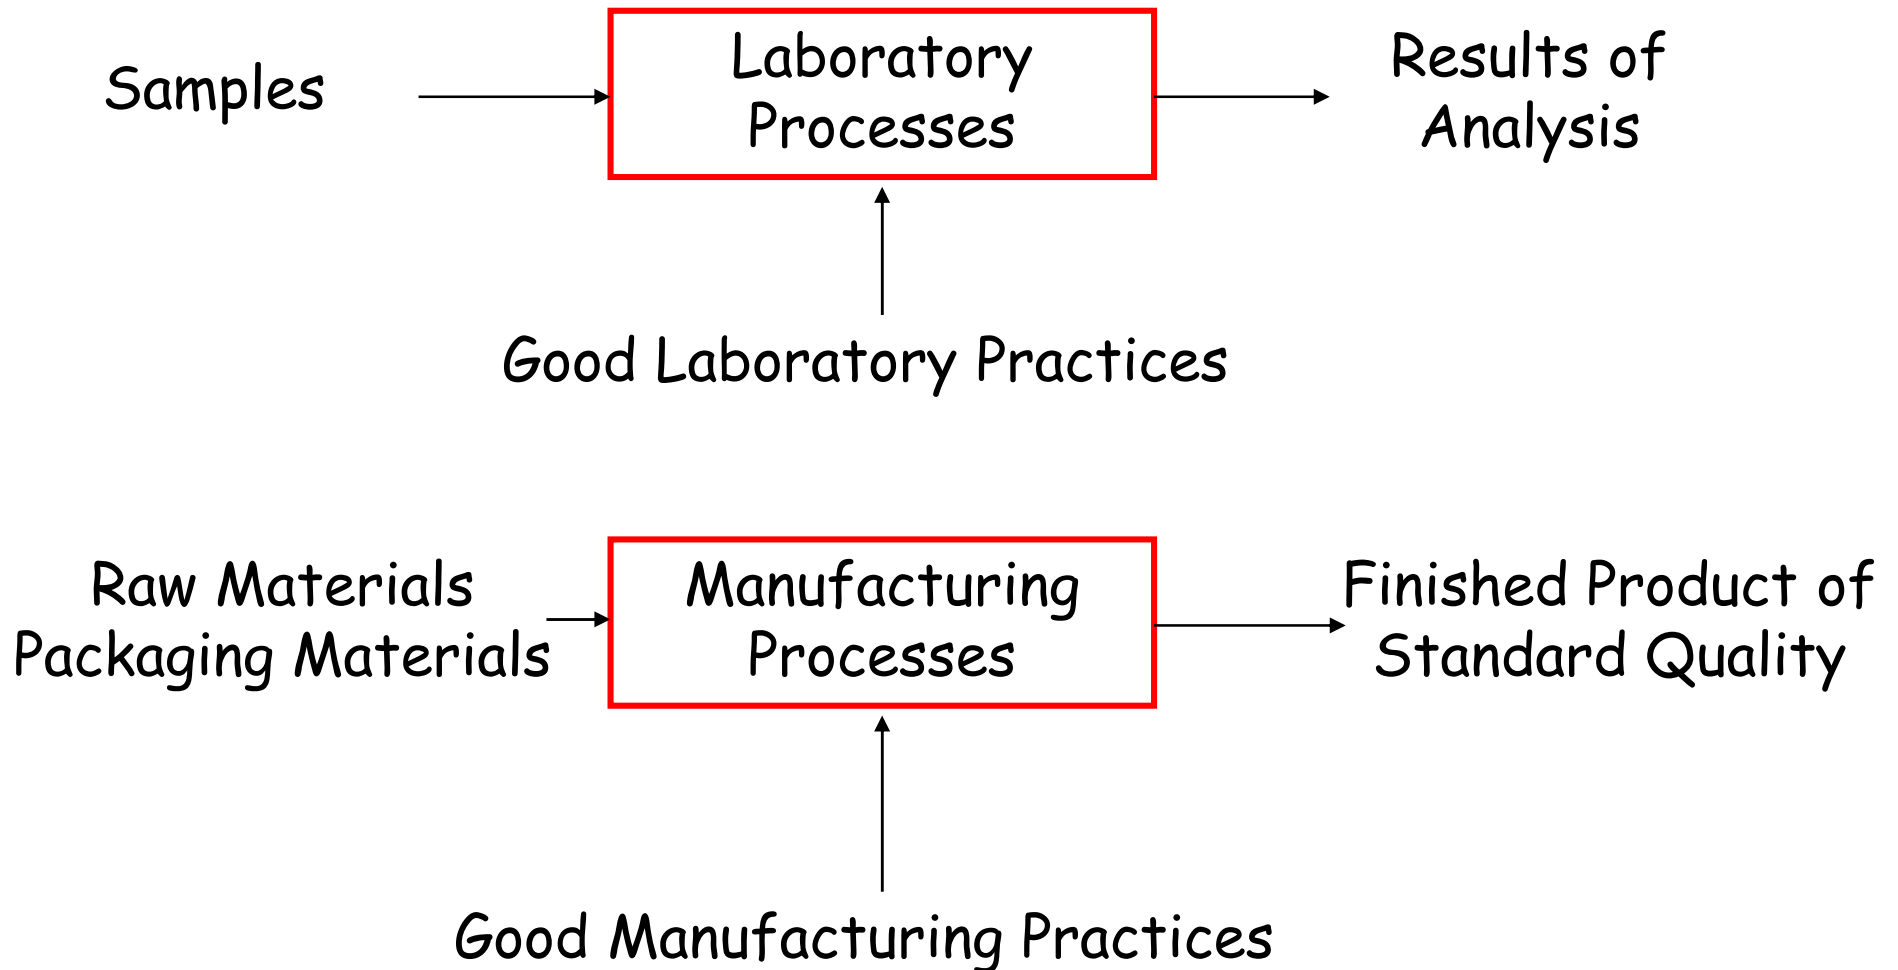 Samples
Laboratory
Processes
Results of
Analysis
Good Laboratory Practices
Raw Materials
Packaging Materials
Manufacturing
Processes
Finished Product of
Standard Quality
Good Manufacturing Practices